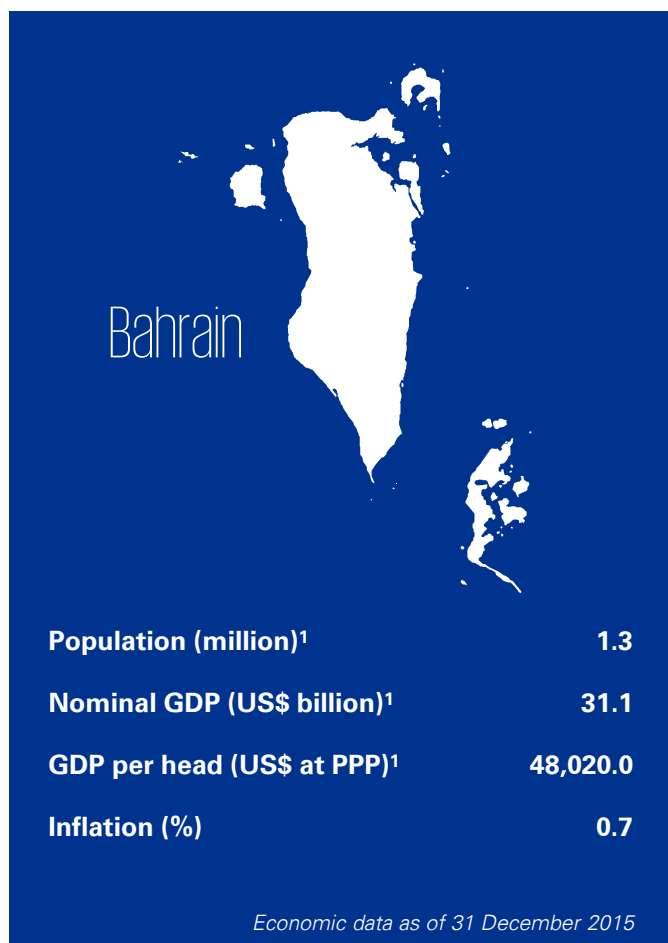 Bahrain
Population (million)¹ 1.3
Nominal GDP (US$ billion)¹ 31.1
GDP per head (US$ at PPP)¹ 48,020.0
Inflation (%) 0.7
Economic data as of 31 December 2015